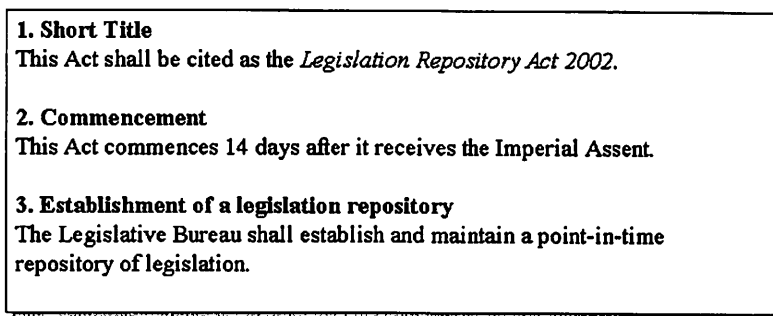 1. Short Title
This Act shall be cited as the Legislation Repository Act 2002.
2. Commencement
This Act commences 14 days after it receives the Imperial Assent.
3. Establishment of a legislation repository
The Legislative Bureau shall establish and maintain a point-in-time
repository of legislation.